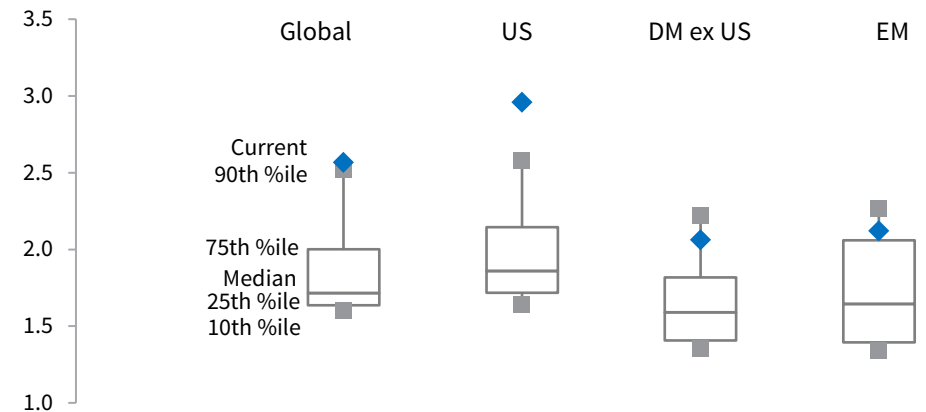 3.5
Global US DM ex US EM
3.0
Current
2.5
90th %ile
75th %ile
2.0
Median
25th %ile
1.5
10th %ile
1.0